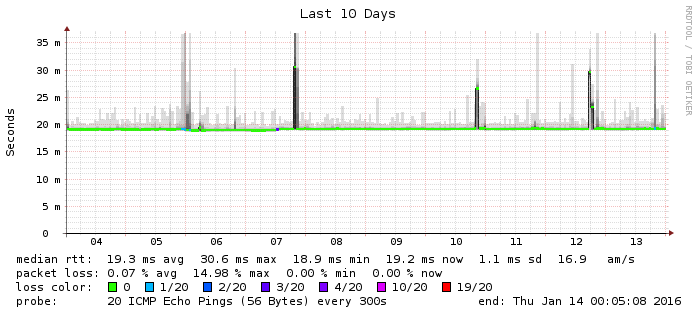 Last 10 Days
RRDTOOL / TOBI OETIKER
Seconds
35 m
30 m
25 m
20 m
15 m
10 m
5 m
0
04 05 06 07 08 09 10 11 12 13
median rtt: 19.3 ms avg 30.6 ms max 18.9 ms min 19.2 ms now 1.1 ms sd 16.9 am/s
packet loss: 0.07 % avg 14.98 % max 0.00 % min 0.00 % now
loss color: 0 1/20 2/20 3/20 4/20 10/20 19/20
probe: 20 ICMP Echo Pings (56 Bytes) every 300s end: Thu Jan 14 00:05:08 2016